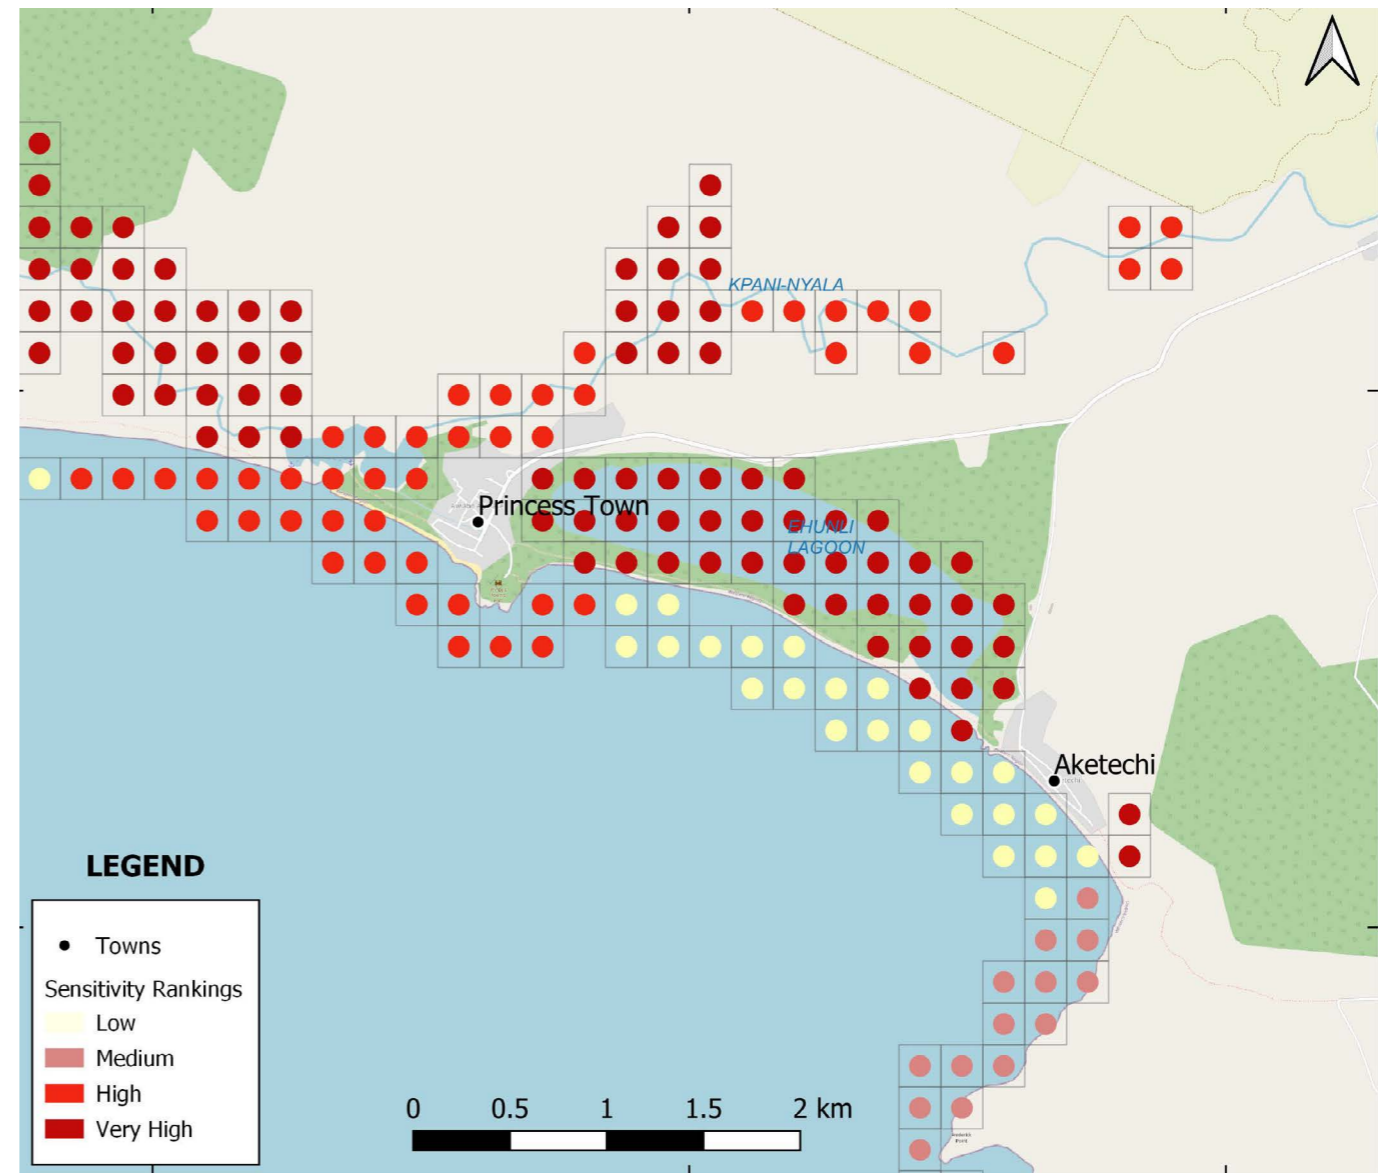 KPANI-NYALA
Princess Town
EHUNLI
LAGOON
Aketechi
LEGEND
Towns
Sensitivity Rankings
Low
Medium
High
Very High
0 0.5 1 1.5 2 km